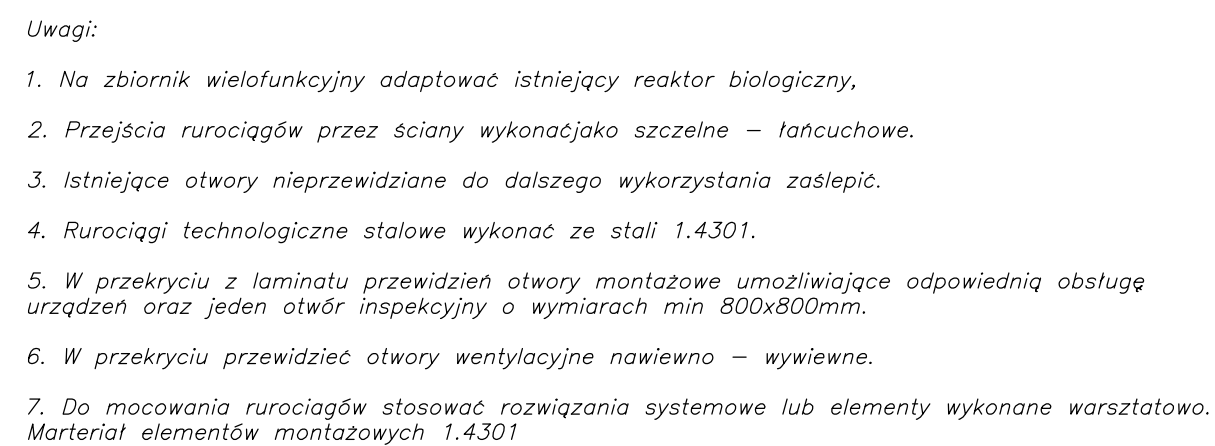 Uwagi:
1. Na zbiornik wielofunkcyjny adaptować istniejący reaktor biologiczny,
2. Przejścia rurociągów przez ściany wykonaćjako szczelne – łańcuchowe.
3. Istniejące otwory nieprzewidziane do dalszego wykorzystania zaślepić.
4. Rurociągi technologiczne stalowe wykonać ze stali 1.4301.
5. W przekryciu z laminatu przewidzień otwory montażowe umożliwiające odpowiednią obsługę
urządzeń oraz jeden otwór inspekcyjny o wymiarach min 800x800mm.
6. W przekryciu przewidzieć otwory wentylacyjne nawiewno – wywiewne.
7. Do mocowania rurociagów stosować rozwiązania systemowe lub elementy wykonane warsztatowo.
Marteriał elementów montażowych 1.4301